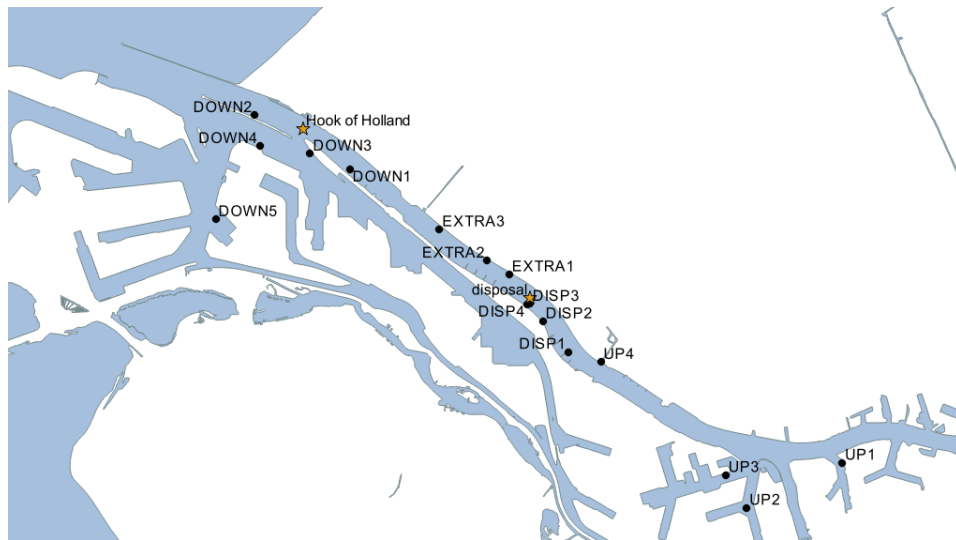 DOWN2
Hook of Holland
DOWN4
DOWN3
DOWN1
DOWN5
EXTRA3
EXTRA2
EXTRA1
disposal
DISP3
DISP4
DISP2
DISP1
UP4
UP1
UP3
UP2